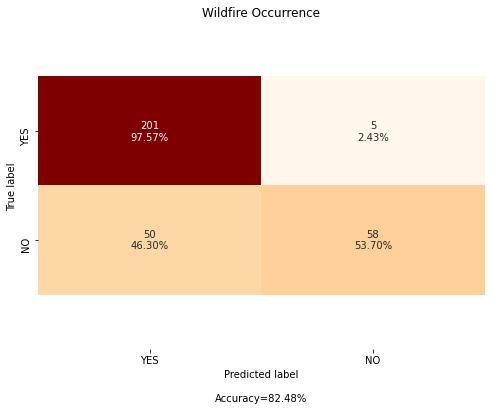 Wildfire Occurrence
True label
YES
201
97.57%
5
2.43%
NO
50
46.30%
58
53.70%
YES
NO
Predicted label
Accuracy=82.48%